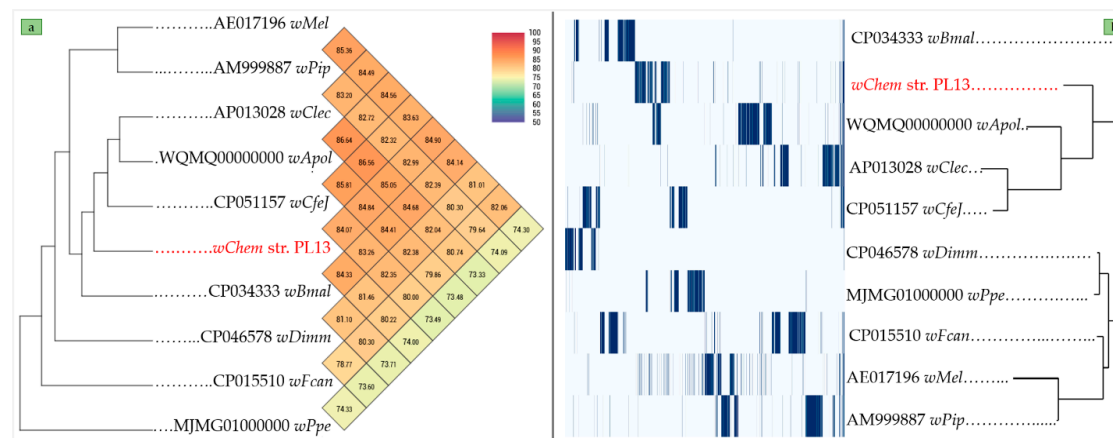 a
AE017196 wMel
AM999887 wPip
AP013028 wClec
WQMQ00000000 wApol
CP051157 wCfeJ
wChem str. PL13
CP034333 wBmal
CP046578 wDimm
CP015510 wFcan
MJMG01000000 wPpe
85.36
84.49
83.20 84.56
82.72 83.63
86.64 82.32 84.90
86.56 82.99 84.14
85.81 85.05 82.39 81.01
84.84 84.68 80.30 82.06
84.07 84.41 82.04 79.64 74.30
83.26 82.38 80.74 74.09
84.33 82.35 79.86 73.33
81.46 80.00 73.48
81.10 80.22 73.49
80.30 74.00
78.77 73.71
73.60
74.33
100
95
90
85
80
75
70
65
60
55
50
CP034333 wBmal
wChem str. PL13
WQMQ00000000 wApol
AP013028 wClec
CP051157 wCfeJ
CP046578 wDimm
MJMG01000000 wPpe
CP015510 wFcan
AE017196 wMel
AM999887 wPip